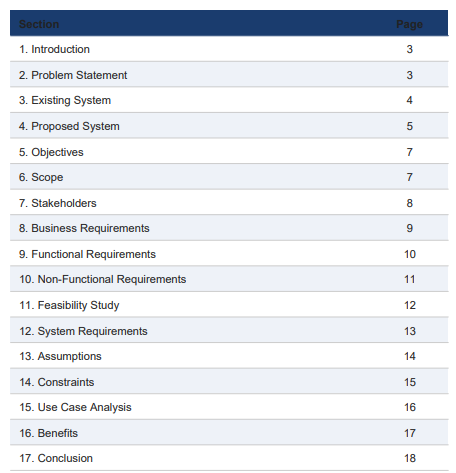 Section Page
1. Introduction 3
2. Problem Statement 3
3. Existing System 4
4. Proposed System 5
5. Objectives 7
6. Scope 7
7. Stakeholders 8
8. Business Requirements 9
9. Functional Requirements 10
10. Non-Functional Requirements 11
11. Feasibility Study 12
12. System Requirements 13
13. Assumptions 14
14. Constraints 15
15. Use Case Analysis 16
16. Benefits 17
17. Conclusion 18